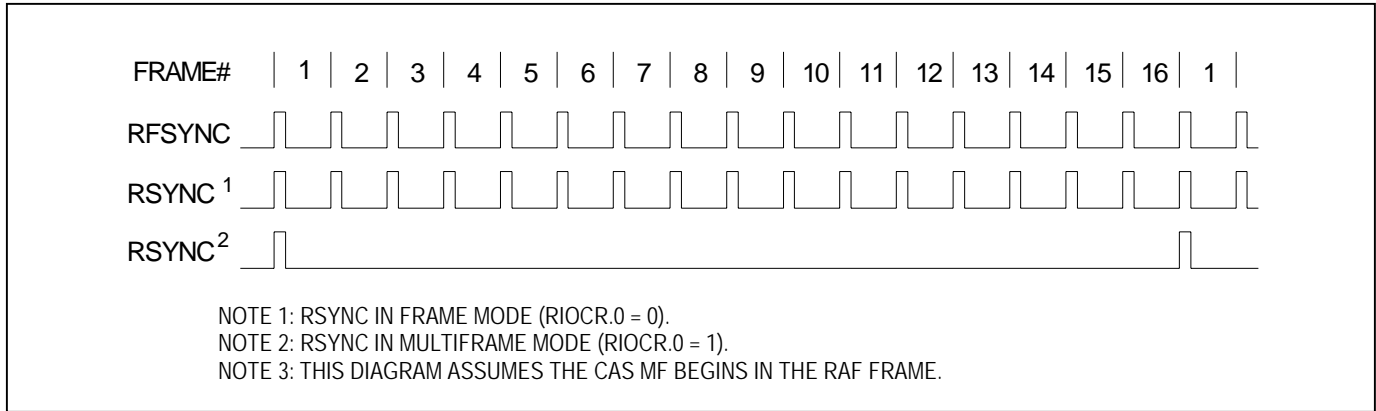 FRAME# 1 2 3 4 5 6 7 8 9 10 11 12 13 14 15 16 1
RFSYNC
RSYNC 1
RSYNC2
NOTE 1: RSYNC IN FRAME MODE (RIOCR.0 = 0).
NOTE 2: RSYNC IN MULTIFRAME MODE (RIOCR.0 = 1).
NOTE 3: THIS DIAGRAM ASSUMES THE CAS MF BEGINS IN THE RAF FRAME.